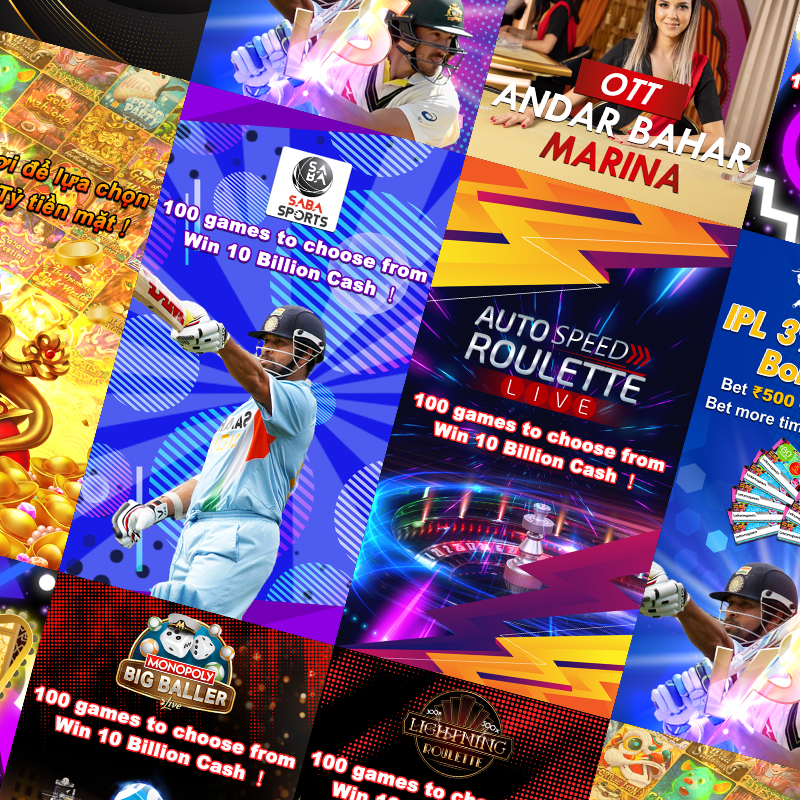 VS
OTT
ANDAR BAHAR
MARINA
ơi để lựa chọn
Tỷ tiền mặt !
SABA
SABA
SPORTS
100 games to choose from
Win 10 Billion Cash !
AUTO SPEED
ROULETTE
LIVE
100 games to choose from
Win 10 Billion Cash !
IPL
Bet ₹500
Bet more tim
MONOPOLY
BIG BALLER
Live
100 games to choose from
Win 10 Billion Cash !
LIGHTNING
ROULETTE
100 games to choose from
VS